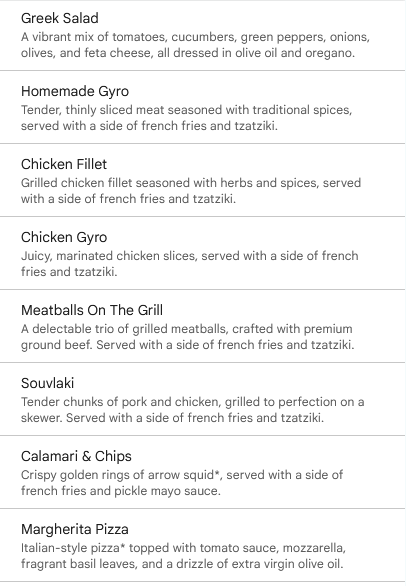 Greek Salad
A vibrant mix of tomatoes, cucumbers, green peppers, onions,
olives, and feta cheese, all dressed in olive oil and oregano.
Homemade Gyro
Tender, thinly sliced meat seasoned with traditional spices,
served with a side of french fries and tzatziki.
Chicken Fillet
Grilled chicken fillet seasoned with herbs and spices, served
with a side of french fries and tzatziki.
Chicken Gyro
Juicy, marinated chicken slices, served with a side of french
fries and tzatziki.
Meatballs On The Grill
A delectable trio of grilled meatballs, crafted with premium
ground beef. Served with a side of french fries and tzatziki.
Souvlaki
Tender chunks of pork and chicken, grilled to perfection on a
skewer. Served with a side of french fries and tzatziki.
Calamari & Chips
Crispy golden rings of arrow squid*, served with a side of
french fries and pickle mayo sauce.
Margherita Pizza
Italian-style pizza* topped with tomato sauce, mozzarella,
fragrant basil leaves, and a drizzle of extra virgin olive oil.